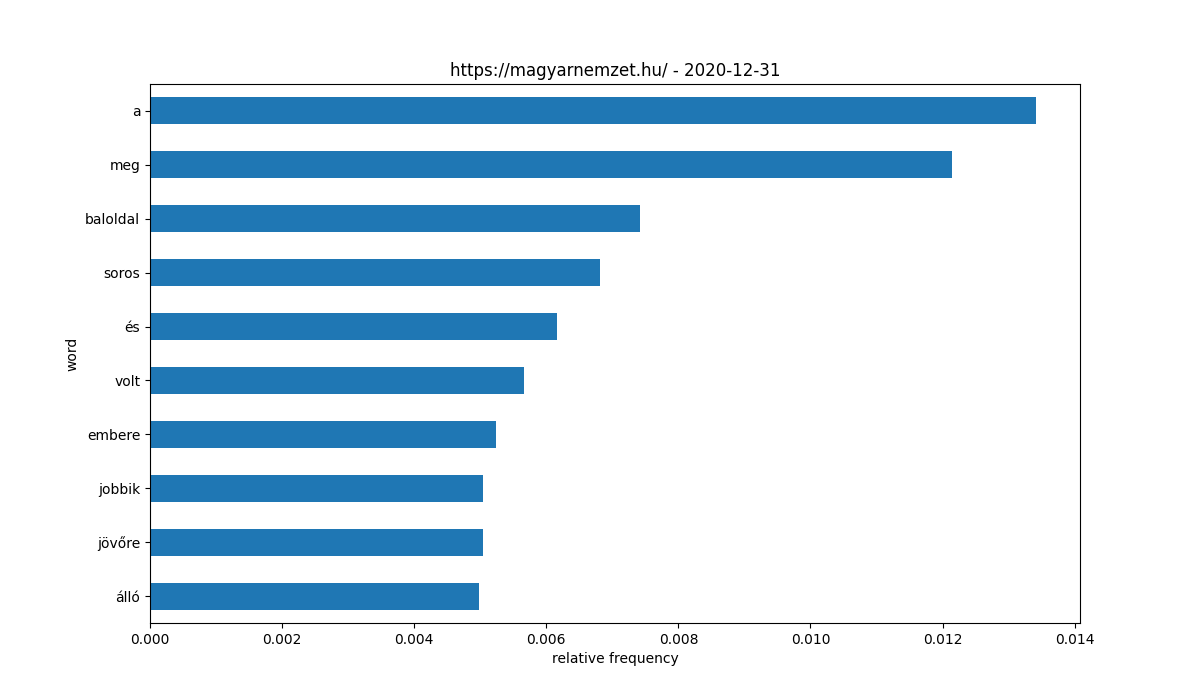 https://magyarnemzet.hu/ - 2020-12-31
a
meg
baloldal
soros
és
volt
embere
jobbik
jövőre
álló
word
0.000 0.002 0.004 0.006 0.008 0.010 0.012 0.014
relative frequency